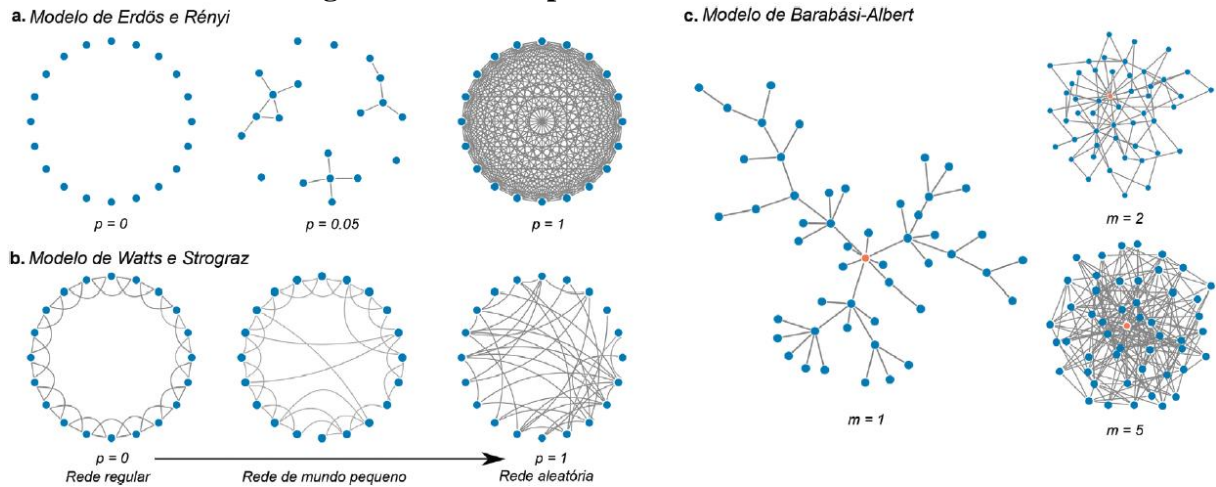 a. Modelo de Erdös e Rényi
p = 0
p = 0.05
p = 1
b. Modelo de Watts e Strograz
p = 0
p = 1
Rede regular
Rede de mundo pequeno
Rede aleatória
c. Modelo de Barabási-Albert
m = 1
m = 2
m = 5